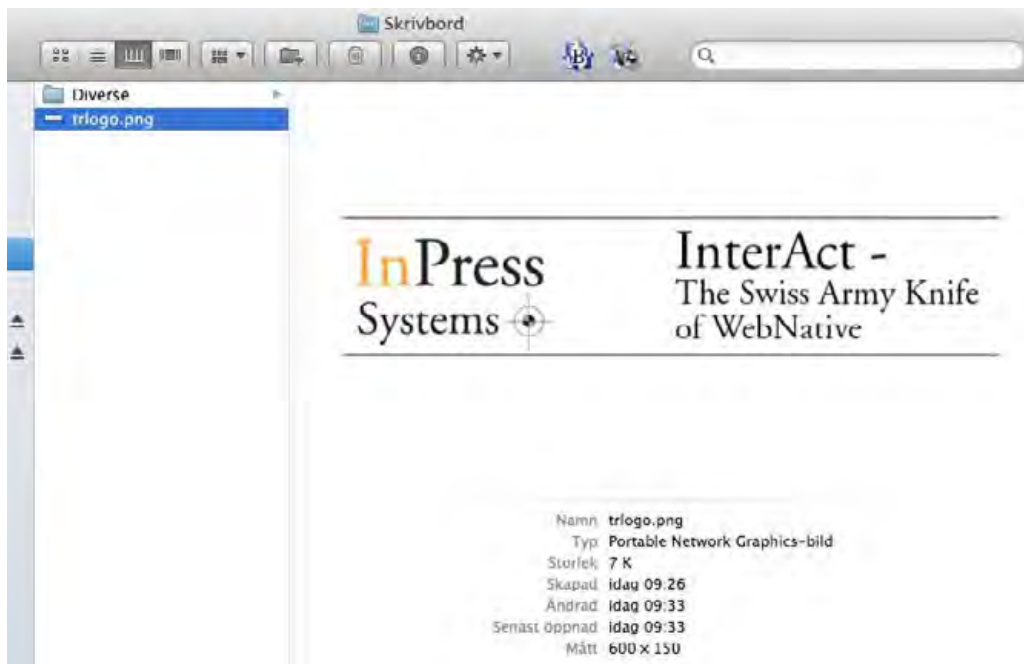 Skrivbord
Diverse
trlogo.png
InPress
Systems
InterAct -
The Swiss Army Knife
of WebNative
Namn trlogo.png
Typ Portable Network Graphics-bild
Storlek 7 K
Skapad idag 09:26
Ändrad idag 09:33
Senast öppnad idag 09:33
Mått 600 × 150